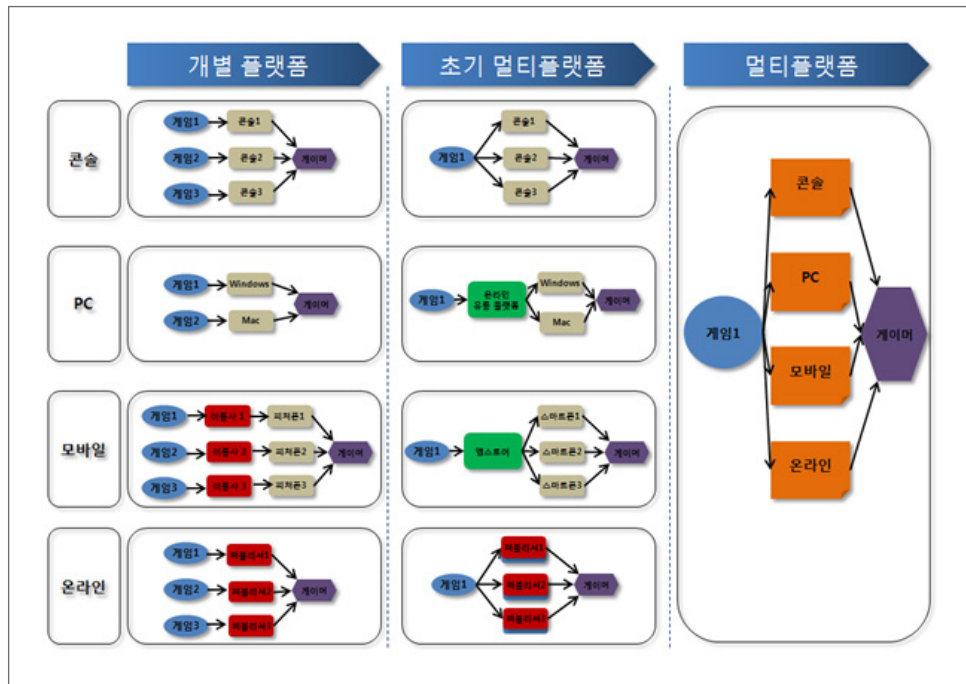 개별 플랫폼
초기 멀티플랫폼
멀티플랫폼
콘솔
게임1
콘솔1
게임2
콘솔2
게임3
콘솔3
게이머
게임1
콘솔1
콘솔2
콘솔3
게이머
PC
게임1
Windows
게임2
Mac
게이머
게임1
온라인
유통 플랫폼
Windows
Mac
게이머
모바일
게임1
이통사 1
피처폰1
게임2
이통사 2
피처폰2
게임3
이통사 3
피처폰3
게이머
게임1
앱스토어
스마트폰1
스마트폰2
스마트폰3
게이머
온라인
게임1
퍼블리셔1
게임2
퍼블리셔2
게임3
퍼블리셔3
게이머
게임1
퍼블리셔1
퍼블리셔2
퍼블리셔3
게이머
게임1
콘솔
PC
모바일
온라인
게이머